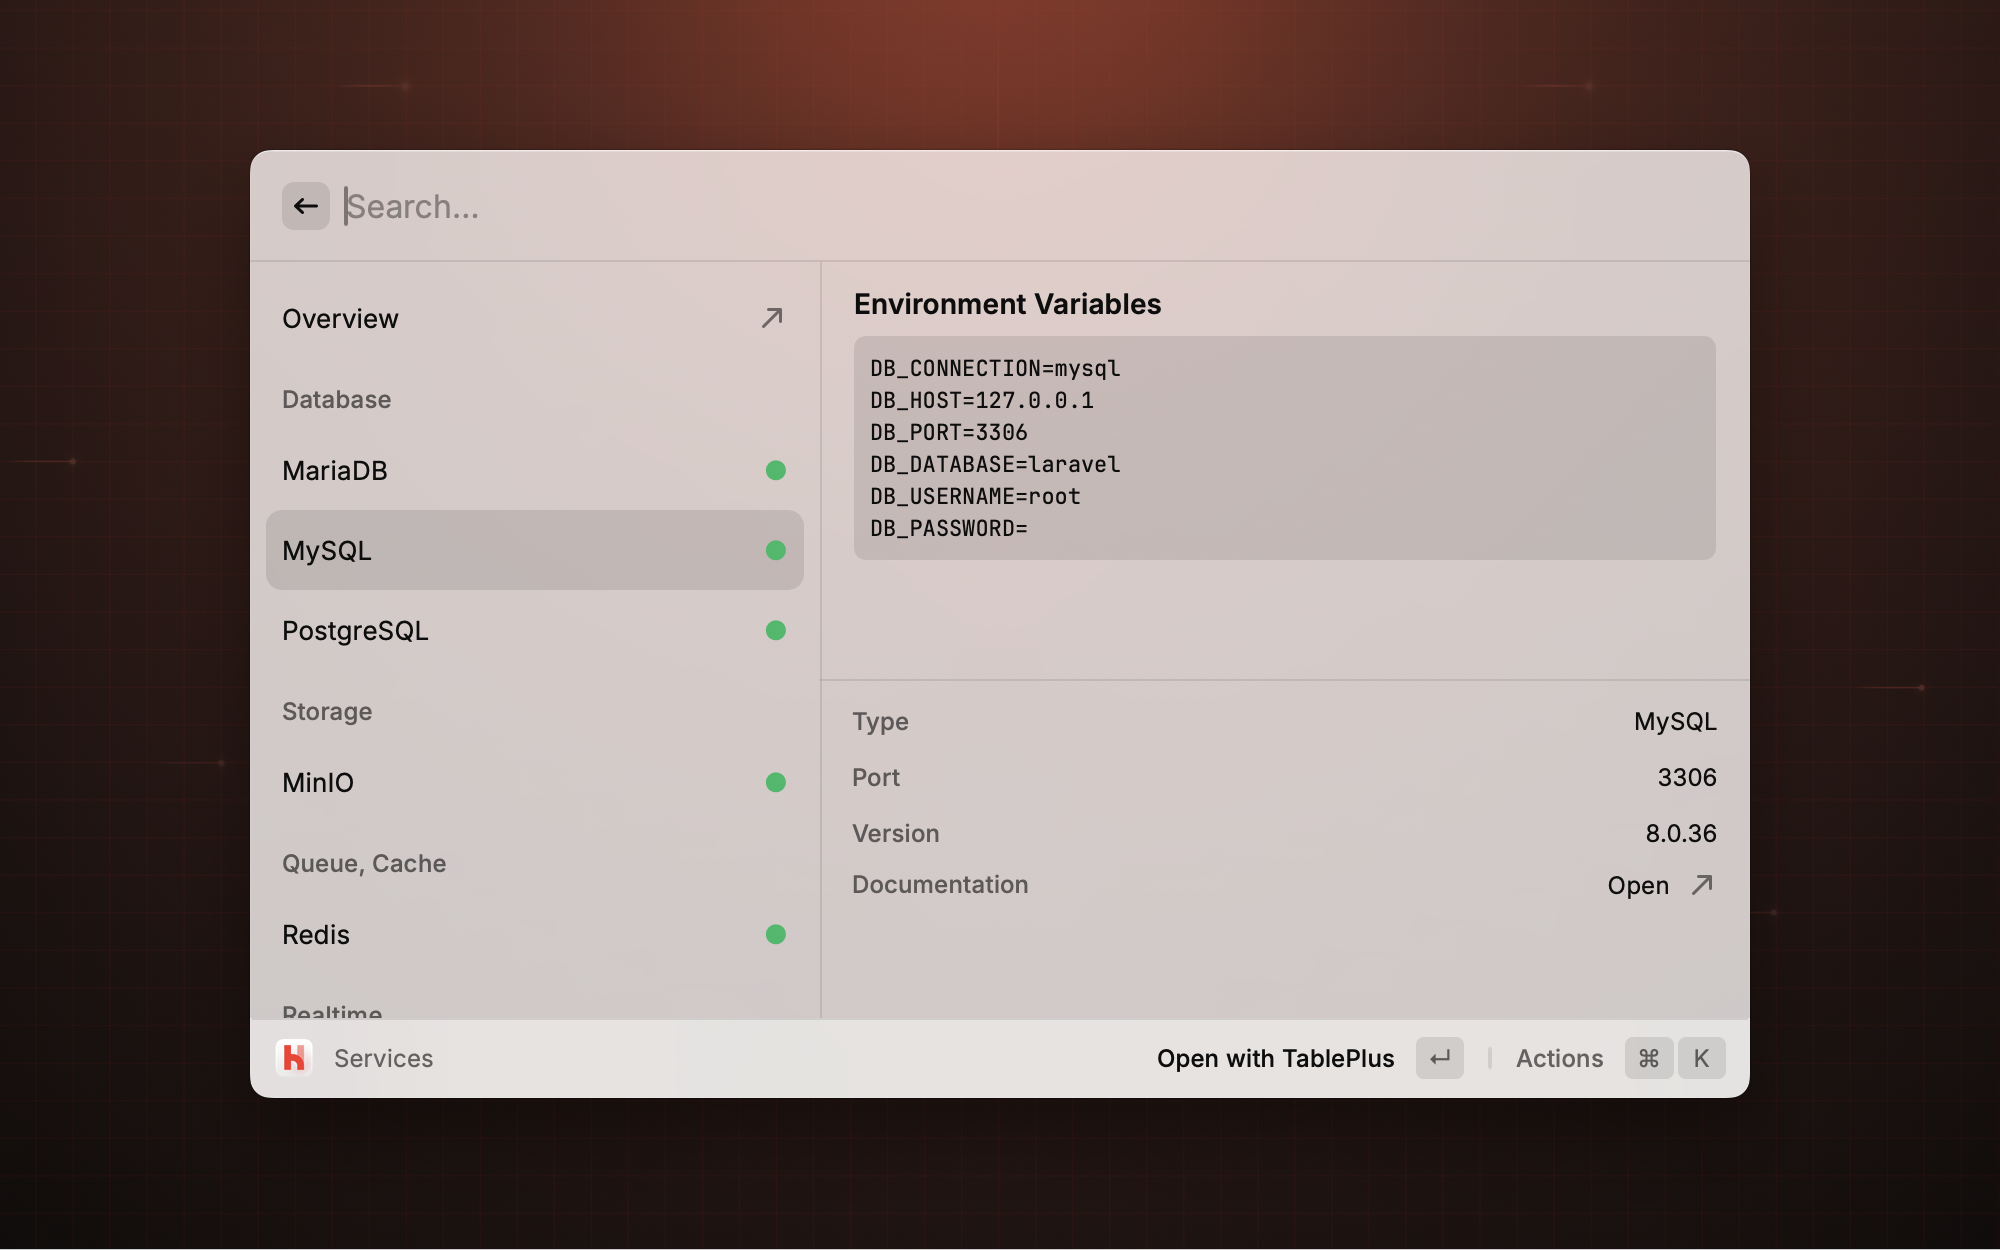 Search...
Overview
Database
MariaDB
MySQL
PostgreSQL
Storage
MinIO
Queue, Cache
Redis
Realtime
Environment Variables
DB_CONNECTION=mysql
DB_HOST=127.0.0.1
DB_PORT=3306
DB_DATABASE=laravel
DB_USERNAME=root
DB_PASSWORD=
Type MySQL
Port 3306
Version 8.0.36
Documentation Open
h Services Open with TablePlus Actions ⌘ K